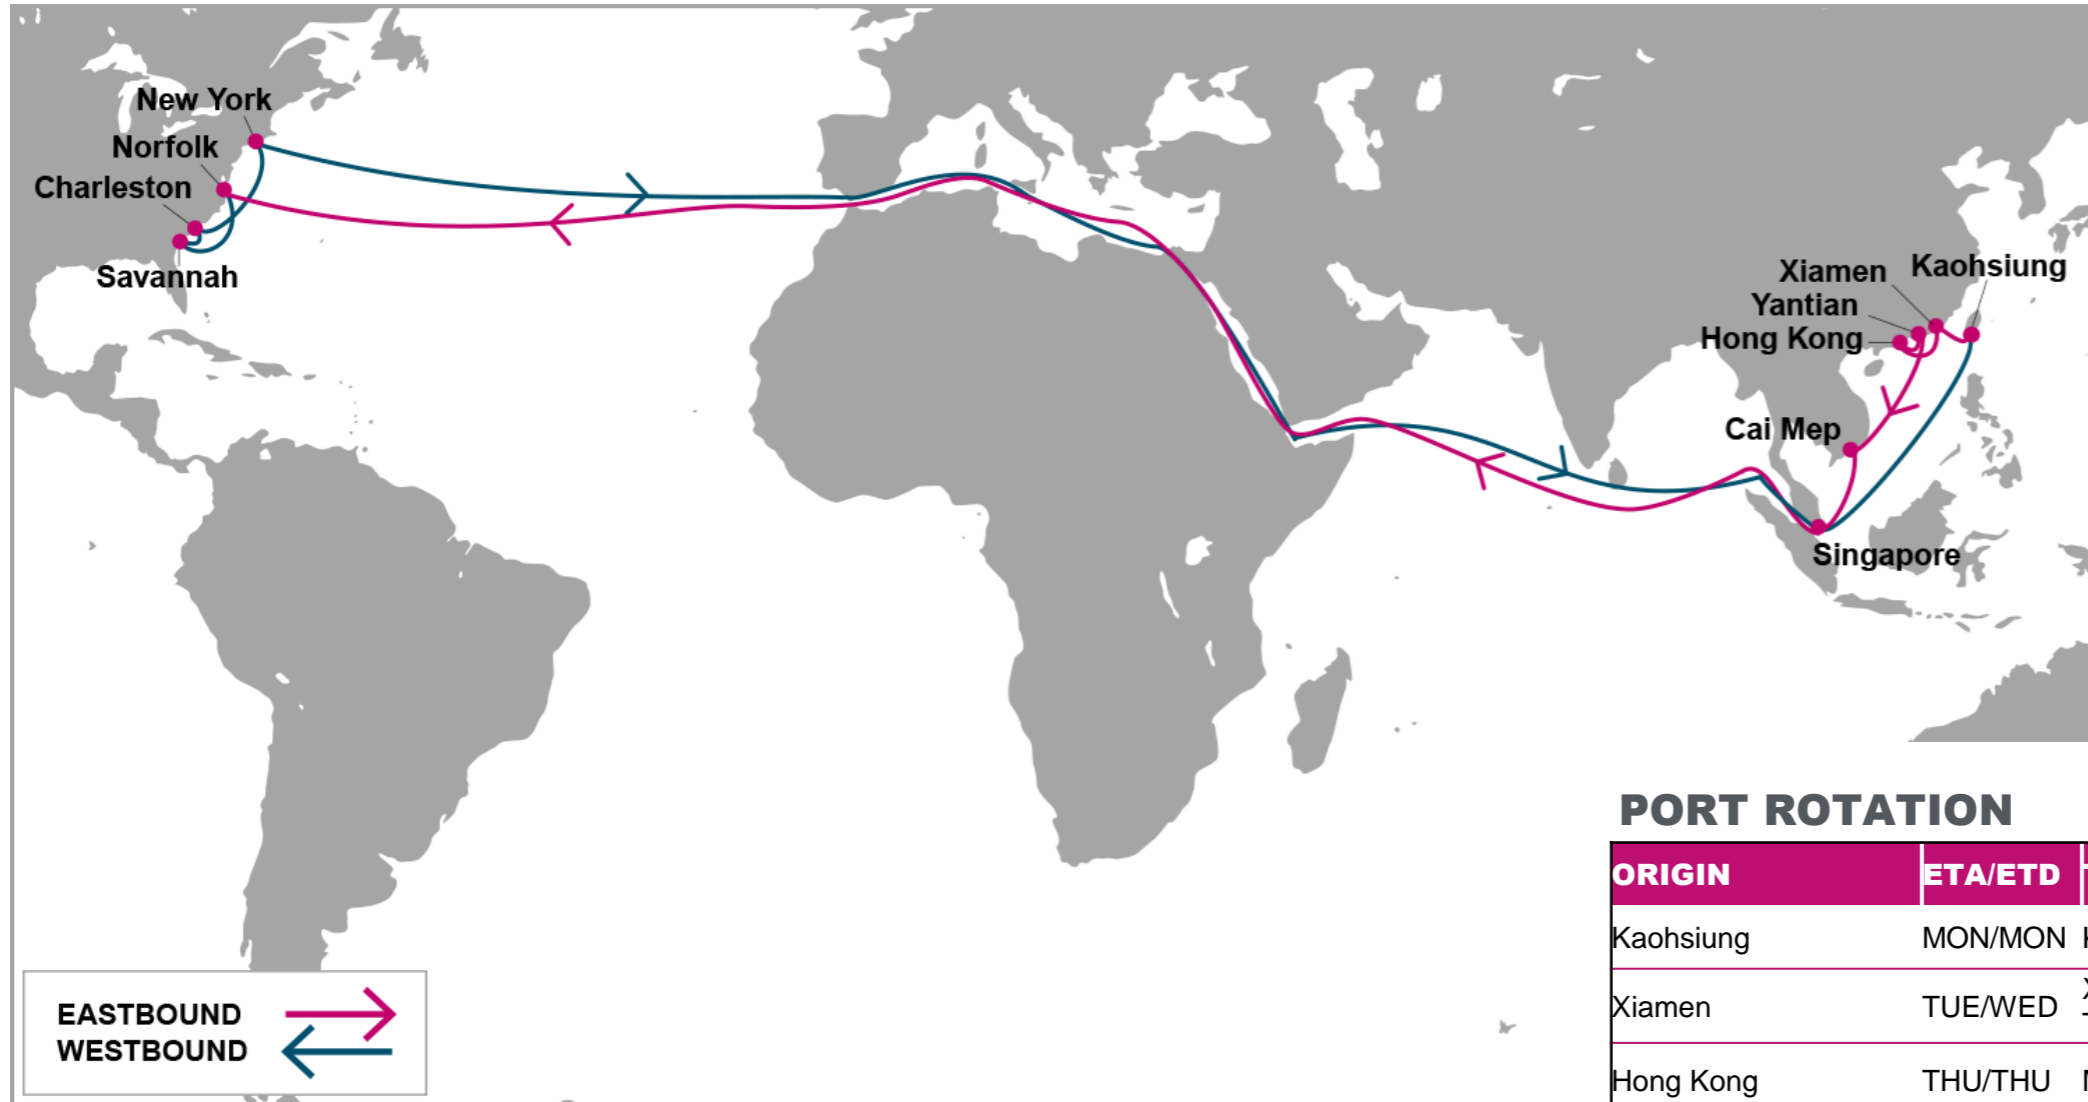 New York
Norfolk
Charleston
Savannah
Xiamen
Kaohsiung
Yantian
Hong Kong
Cai Mep
Singapore
PORT ROTATION
ORIGIN ETA/ETD
Kaohsiung MON/MON
Xiamen TUE/WED
Hong Kong THU/THU
EASTBOUND
WESTBOUND